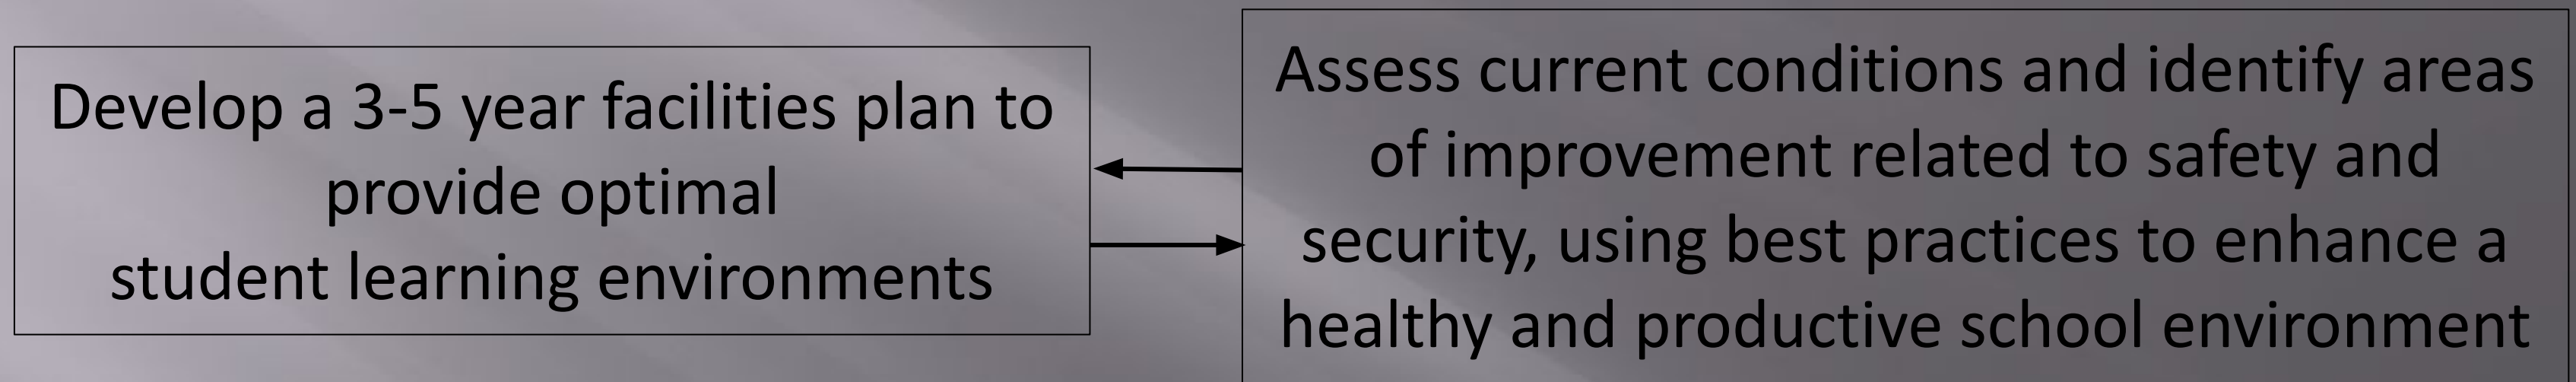 Develop a 3-5 year facilities plan to
provide optimal
student learning environments
Assess current conditions and identify areas
of improvement related to safety and
security, using best practices to enhance a
healthy and productive school environment